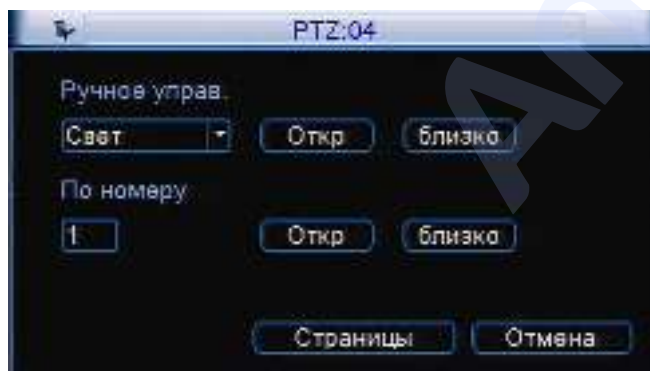 PTZ:04
Ручное управ.
Свет Откр близко
По номеру
1 Откр близко
Страницы Отмена